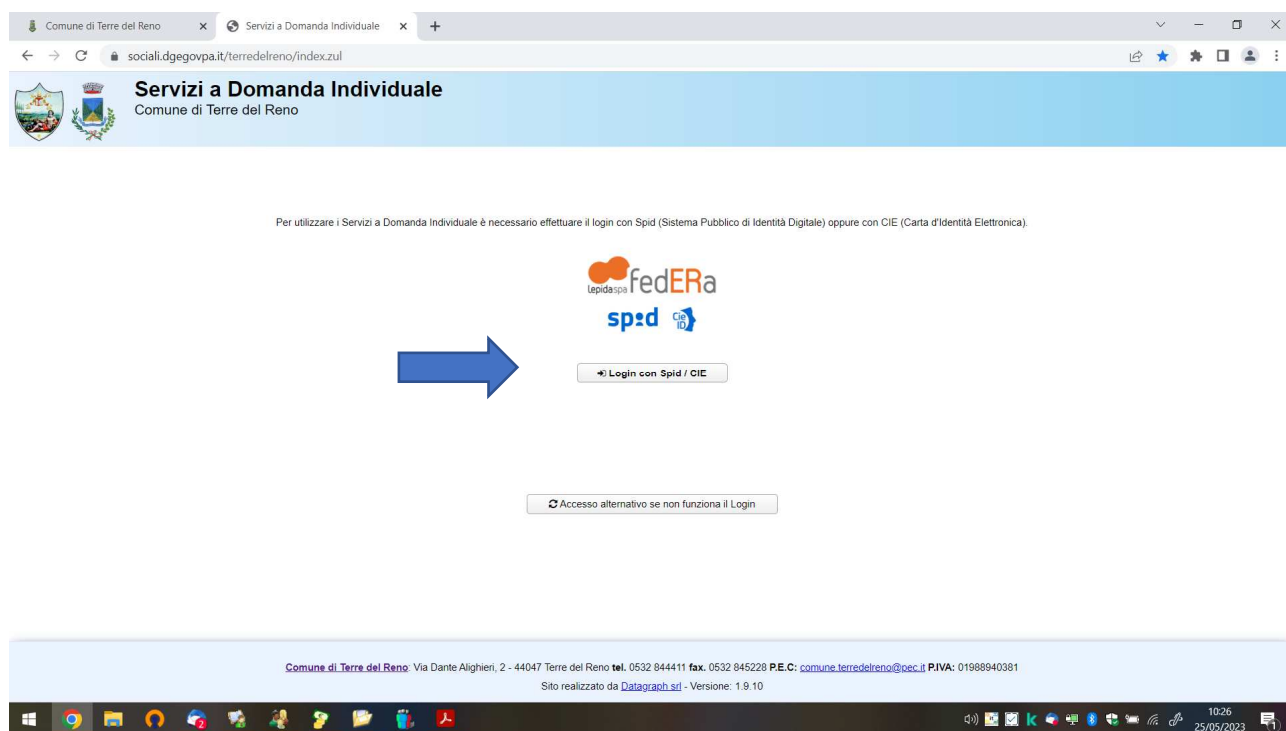 Comune di Terre del Reno
Servizi a Domanda Individuale
sociali.dgegovpa.it/terredelreno/index.zul
Servizi a Domanda Individuale
Comune di Terre del Reno
Per utilizzare i Servizi a Domanda Individuale è necessario effettuare il login con Spid (Sistema Pubblico di Identità Digitale) oppure con CIE (Carta d'Identità Elettronica).
lepidaspa fedERa
spid Cie ID
Login con Spid / CIE
Accesso alternativo se non funziona il Login
Comune di Terre del Reno: Via Dante Alighieri, 2 - 44047 Terre del Reno tel. 0532 844411 fax. 0532 845228 P.E.C: comune.terredelreno@pec.it P.IVA: 01988940381
Sito realizzato da Datagraph srl - Versione: 1.9.10
10:26
25/05/2023